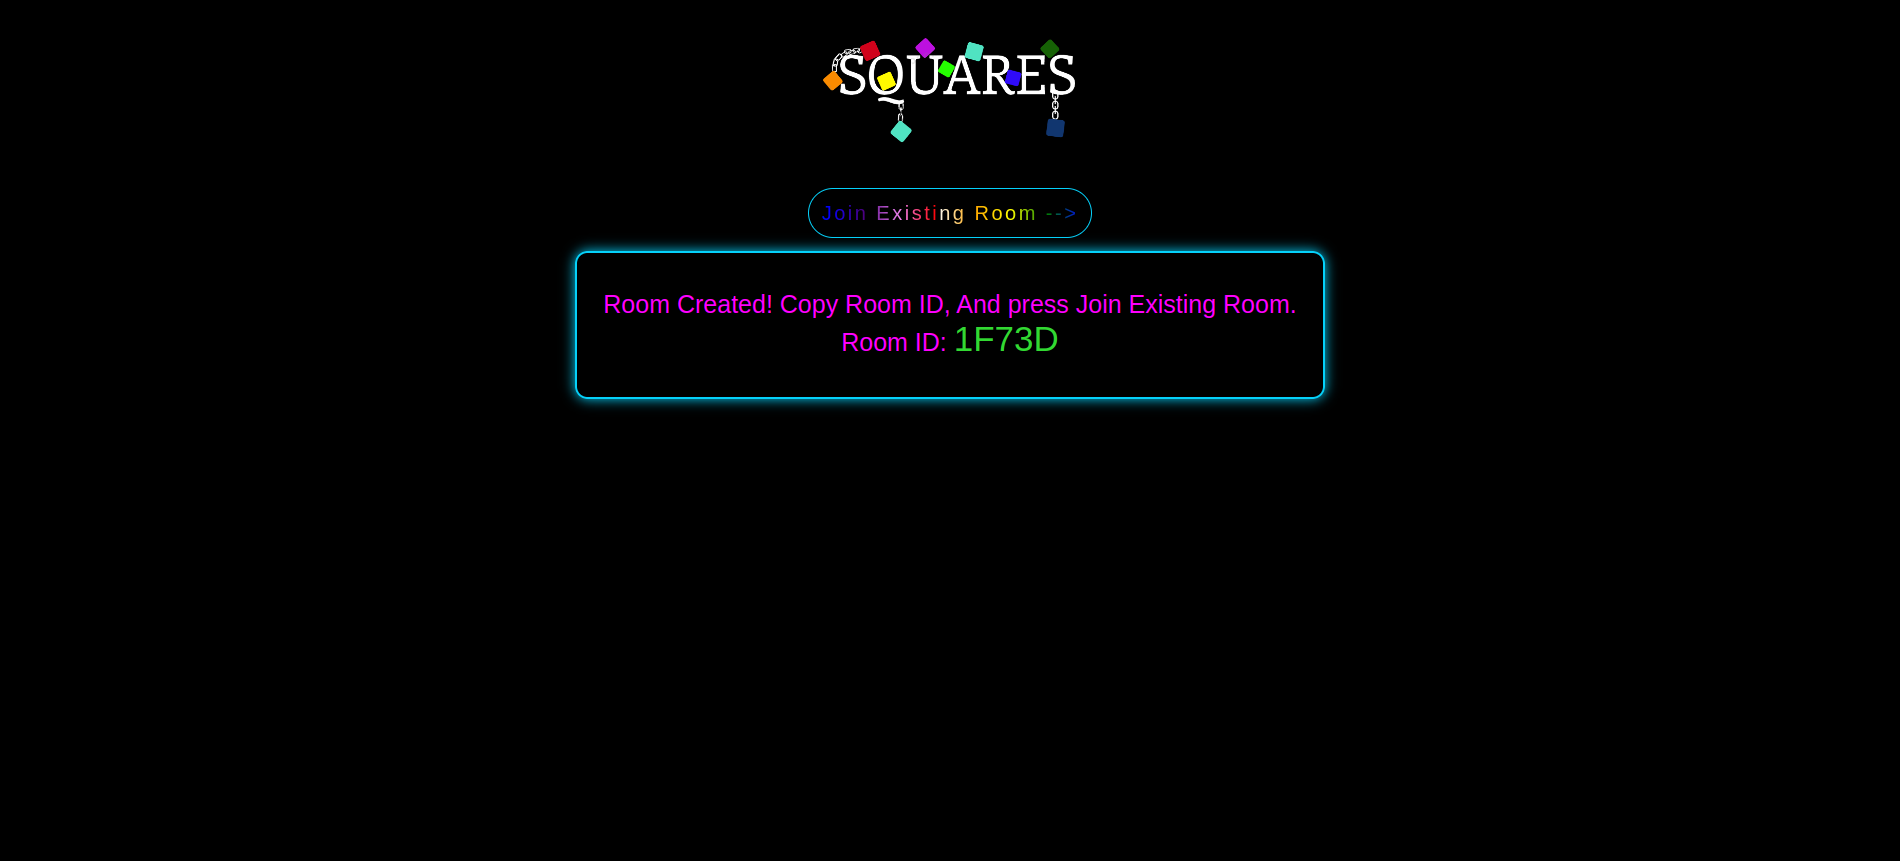 SQUARES
Join Existing Room -->
Room Created! Copy Room ID, And press Join Existing Room.
Room ID: 1F73D